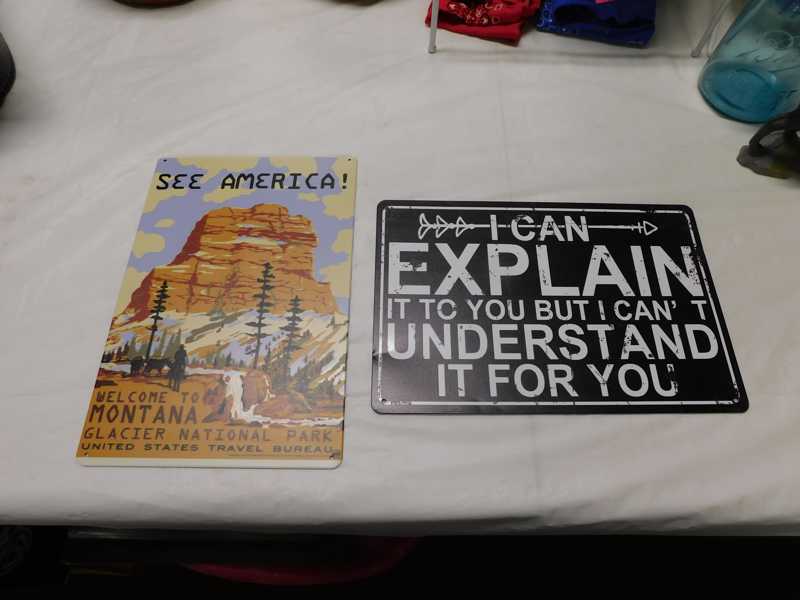 SEE AMERICA!
WELCOME TO
MONTANA
GLACIER NATIONAL PARK
UNITED STATES TRAVEL BUREAU
I CAN
EXPLAIN
IT TO YOU BUT I CAN'T
UNDERSTAND
IT FOR YOU